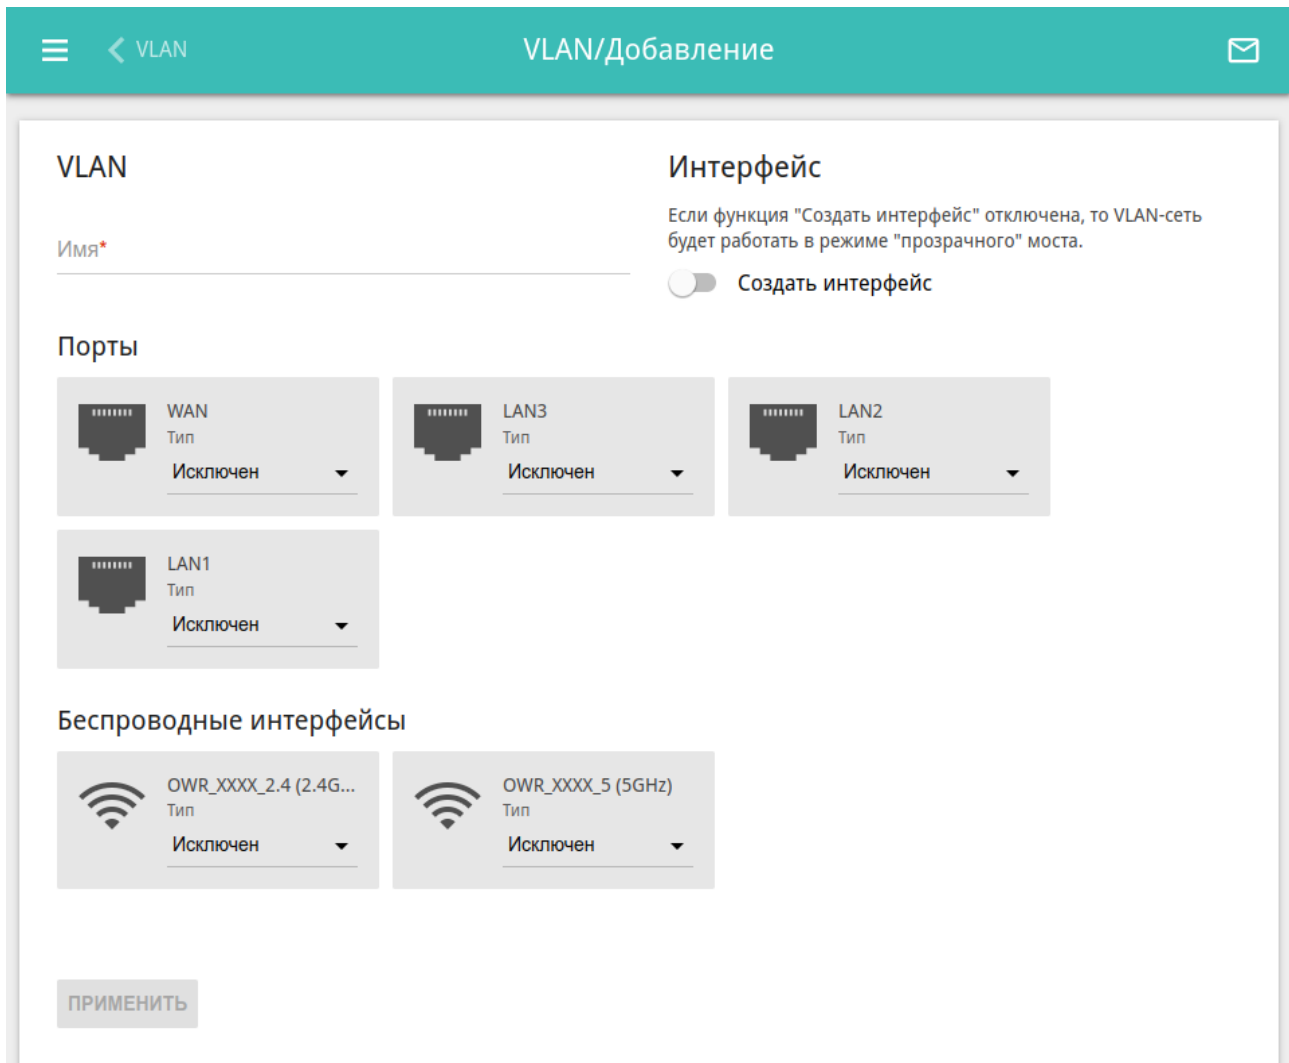 VLAN
VLAN/Добавление
VLAN
Имя*
Интерфейс
Если функция "Создать интерфейс" отключена, то VLAN-сеть
будет работать в режиме "прозрачного" моста.
Создать интерфейс
Порты
WAN
Тип
Исключен
LAN3
Тип
Исключен
LAN2
Тип
Исключен
LAN1
Тип
Исключен
Беспроводные интерфейсы
OWR_XXXX_2.4 (2.4G...
Тип
Исключен
OWR_XXXX_5 (5GHz)
Тип
Исключен
ПРИМЕНИТЬ